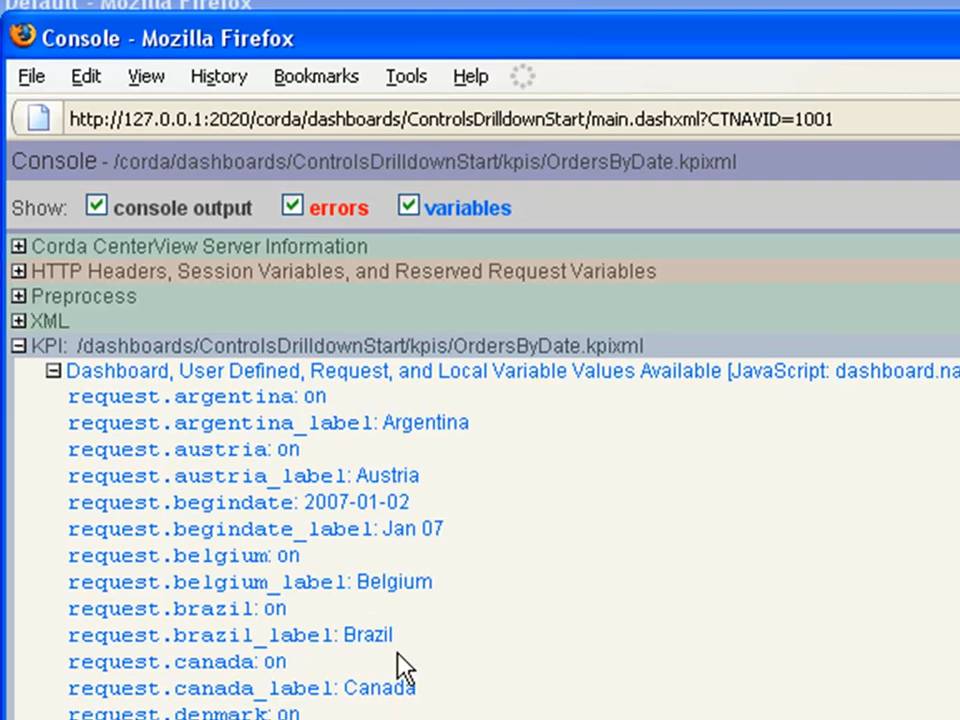 Default - Mozilla Firefox
Console - Mozilla Firefox
File Edit View History Bookmarks Tools Help
http://127.0.0.1:2020/corda/dashboards/ControlsDrilldownStart/main.dashxml?CTNAVID=1001
Console - /corda/dashboards/ControlsDrilldownStart/kpis/OrdersByDate.kpixml
Show: console output errors variables
Corda CenterView Server Information
HTTP Headers, Session Variables, and Reserved Request Variables
Preprocess
XML
KPI: /dashboards/ControlsDrilldownStart/kpis/OrdersByDate.kpixml
Dashboard, User Defined, Request, and Local Variable Values Available [JavaScript: dashboard.na
request.argentina: on
request.argentina_label: Argentina
request.austria: on
request.austria_label: Austria
request.begindate: 2007-01-02
request.begindate_label: Jan 07
request.belgium: on
request.belgium_label: Belgium
request.brazil: on
request.brazil_label: Brazil
request.canada: on
request.canada_label: Canada
request.denmark: on